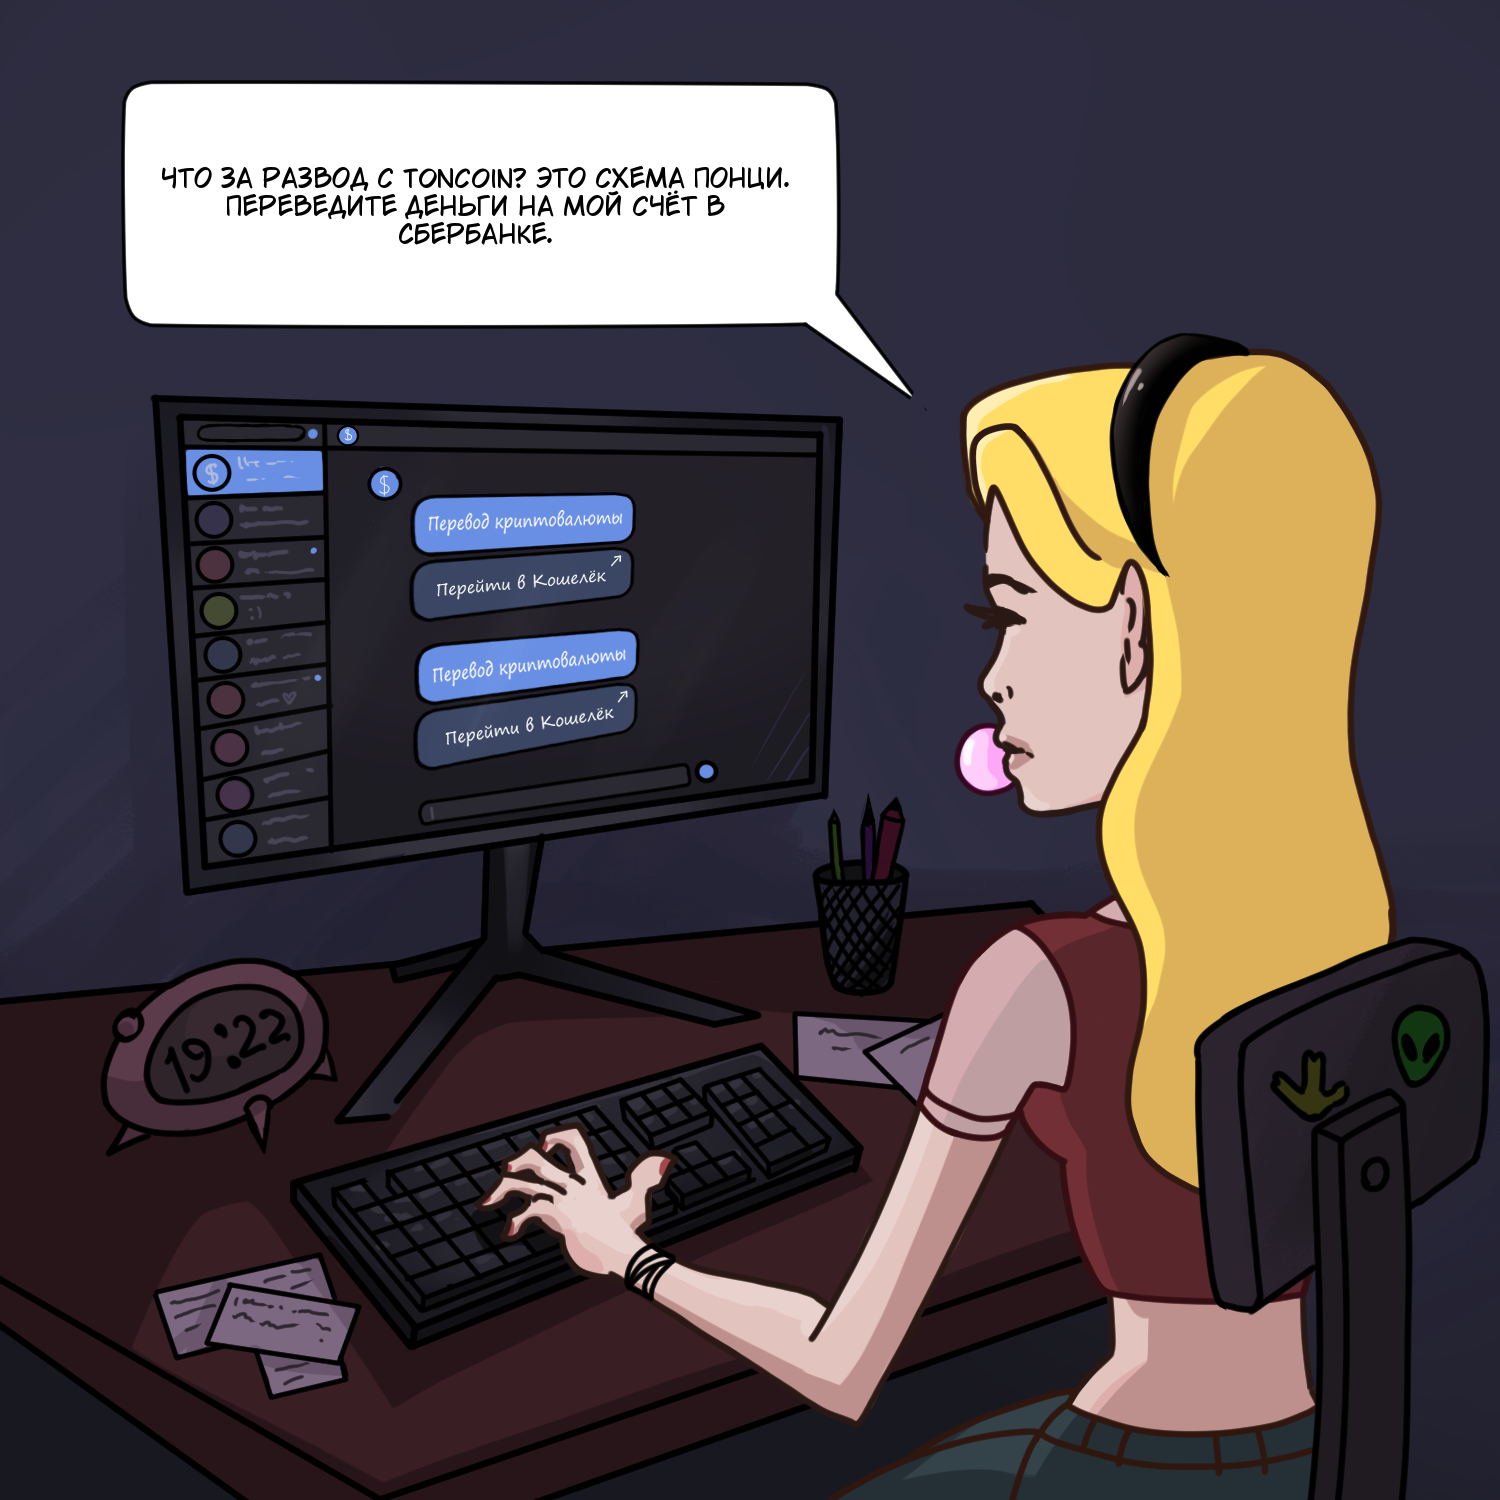 ЧТО ЗА РАЗВОД С TONCOIN? ЭТО СХЕМА ПОНЦИ.
ПЕРЕВЕДИТЕ ДЕНЬГИ НА МОЙ СЧЁТ В
СБЕРБАНКЕ.
$
$
$
Перевод криптовалюты
Перейти в Кошелёк
:)
Перевод криптовалюты
Перейти в Кошелёк
19:22